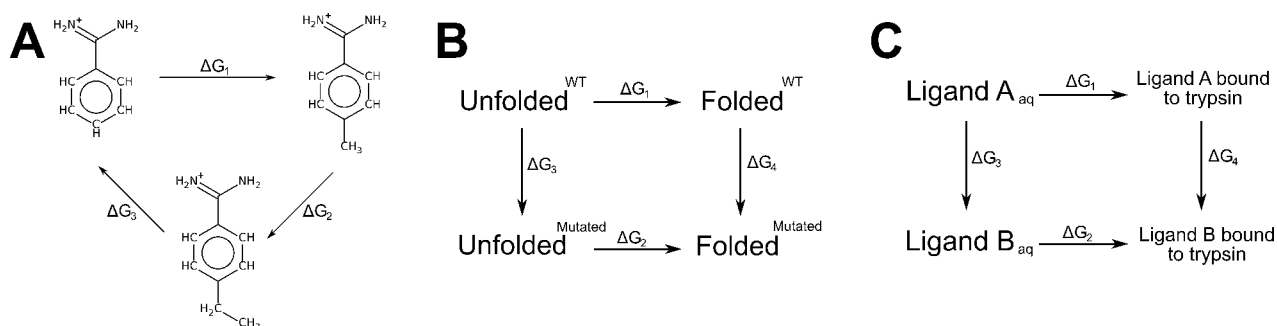 A
H₂N⁺ NH₂
C
HC CH
HC CH
C
H
ΔG₁
H₂N⁺ NH₂
C
HC CH
HC CH
C
CH₃
ΔG₃
ΔG₂
H₂N⁺ NH₂
C
HC CH
HC CH
C
H₂C
CH₃
B
Unfolded^WT ΔG₁ Folded^WT
ΔG₃ ΔG₄
Unfolded^Mutated ΔG₂ Folded^Mutated
C
Ligand A aq ΔG₁ Ligand A bound
to trypsin
ΔG₃ ΔG₄
Ligand B aq ΔG₂ Ligand B bound
to trypsin